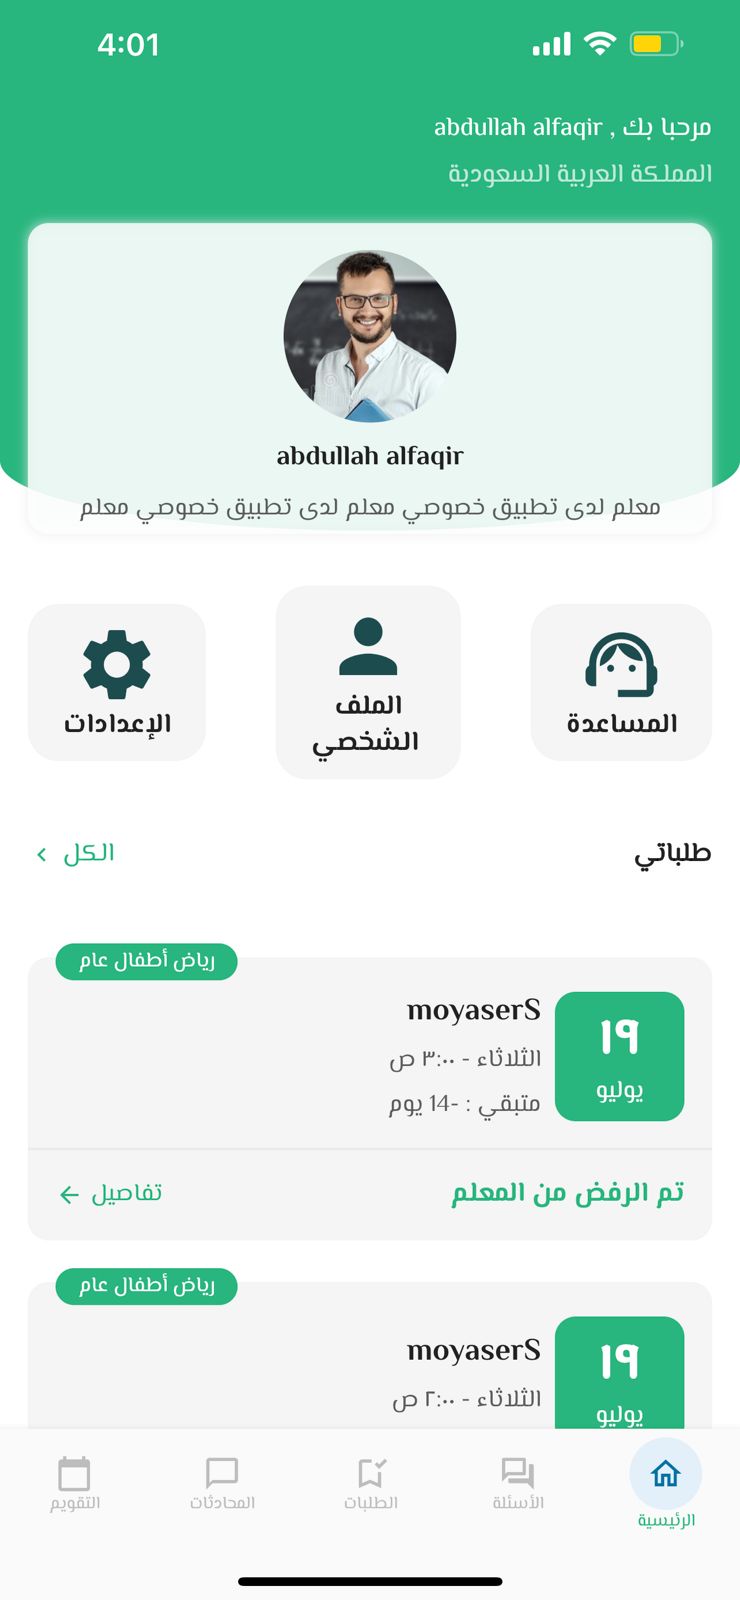 4:01
مرحبا بك , abdullah alfaqir
المملكة العربية السعودية
abdullah alfaqir
معلم لدى تطبيق خصوصي معلم لدى تطبيق خصوصي معلم
المساعدة
الملف
الشخصي
الإعدادات
طلباتي
الكل
رياض أطفال عام
١٩
يوليو
moyaserS
الثلاثاء - ٣:٠٠ ص
متبقي : -14 يوم
تم الرفض من المعلم
تفاصيل
رياض أطفال عام
١٩
يوليو
moyaserS
الثلاثاء - ٢:٠٠ ص
الرئيسية
الأسئلة
الطلبات
المحادثات
التقويم